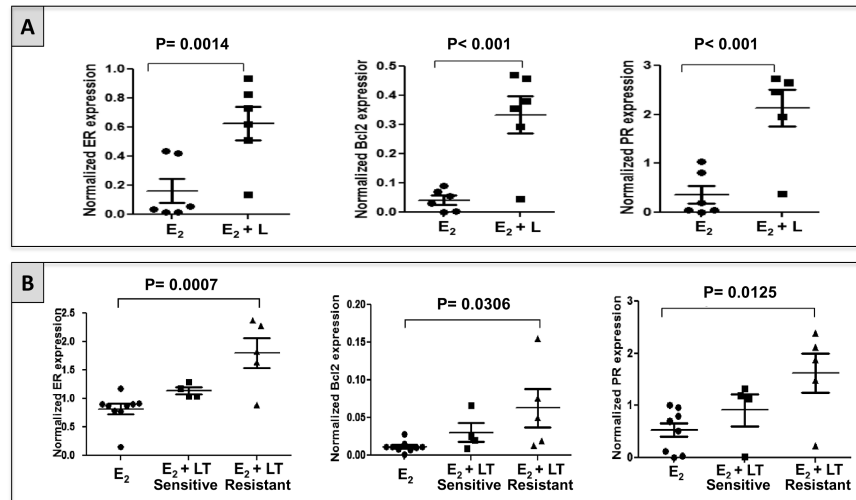 A
P= 0.0014
Normalized ER expression
1.0
0.8
0.6
0.4
0.2
0.0
E₂
E₂ + L
P< 0.001
Normalized Bcl2 expression
0.5
0.4
0.3
0.2
0.1
0.0
E₂
E₂ + L
P< 0.001
Normalized PR expression
3
2
1
0
E₂
E₂ + L
B
P= 0.0007
Normalized ER expression
2.5
2.0
1.5
1.0
0.5
0.0
E₂
E₂ + LT
Sensitive
E₂ + LT
Resistant
P= 0.0306
Normalized Bcl2 expression
0.20
0.15
0.10
0.05
0.00
E₂
E₂ + LT
Sensitive
E₂ + LT
Resistant
P= 0.0125
Normalized PR expression
3
2
1
0
E₂
E₂ + LT
Sensitive
E₂ + LT
Resistant